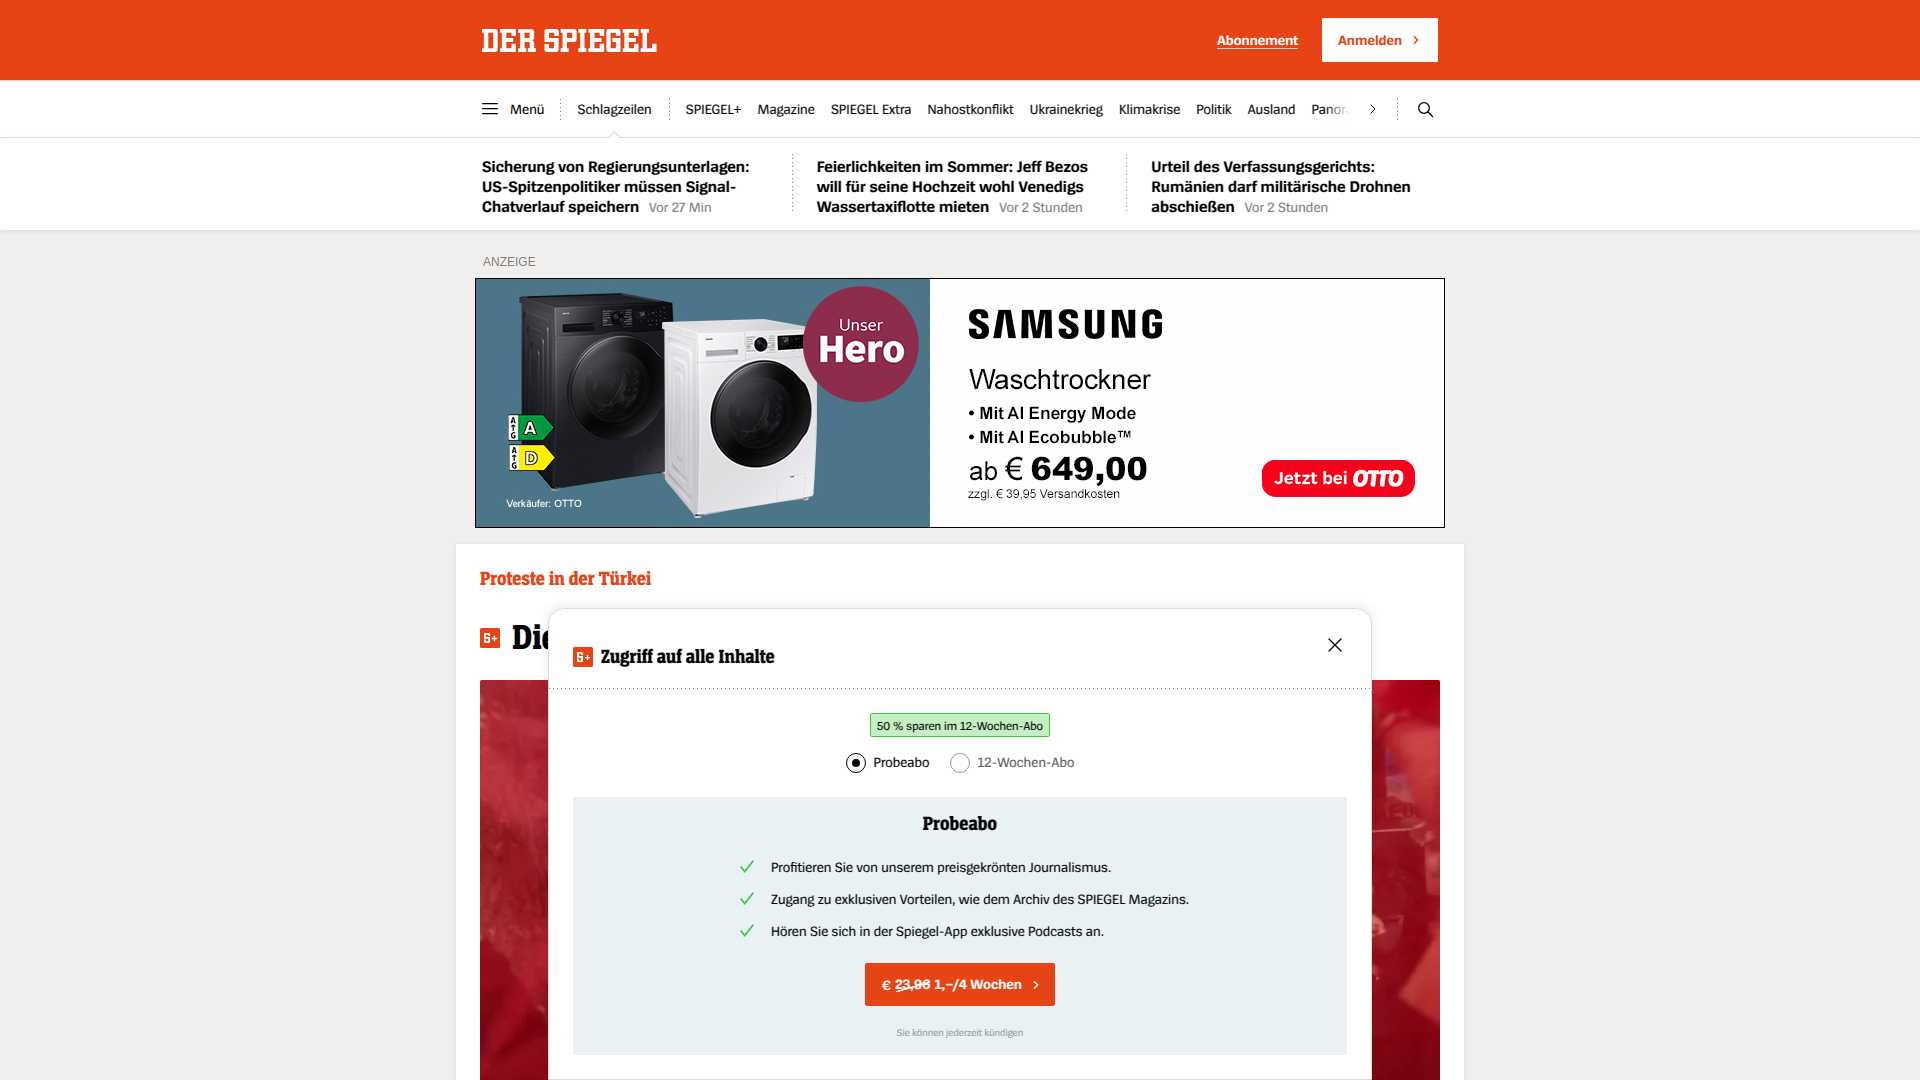 DER SPIEGEL
Abonnement
Anmelden
Menü
Schlagzeilen
SPIEGEL+
Magazine
SPIEGEL Extra
Nahostkonflikt
Ukrainekrieg
Klimakrise
Politik
Ausland
Sicherung von Regierungsunterlagen:
US-Spitzenpolitiker müssen Signal-
Chatverlauf speichern Vor 27 Min
Feierlichkeiten im Sommer: Jeff Bezos
will für seine Hochzeit wohl Venedigs
Wassertaxiflotte mieten Vor 2 Stunden
Urteil des Verfassungsgerichts:
Rumänien darf militärische Drohnen
abschießen Vor 2 Stunden
ANZEIGE
Unser
Hero
A
D
Verkäufer: OTTO
SAMSUNG
Waschtrockner
• Mit AI Energy Mode
• Mit AI Ecobubble™
ab € 649,00
zzgl. € 39,95 Versandkosten
Jetzt bei OTTO
Proteste in der Türkei
Die
Zugriff auf alle Inhalte
50 % sparen im 12-Wochen-Abo
Probeabo
12-Wochen-Abo
Probeabo
Profitieren Sie von unserem preisgekrönten Journalismus.
Zugang zu exklusiven Vorteilen, wie dem Archiv des SPIEGEL Magazins.
Hören Sie sich in der Spiegel-App exklusive Podcasts an.
€ 23,96 1,–/4 Wochen
Sie können jederzeit kündigen